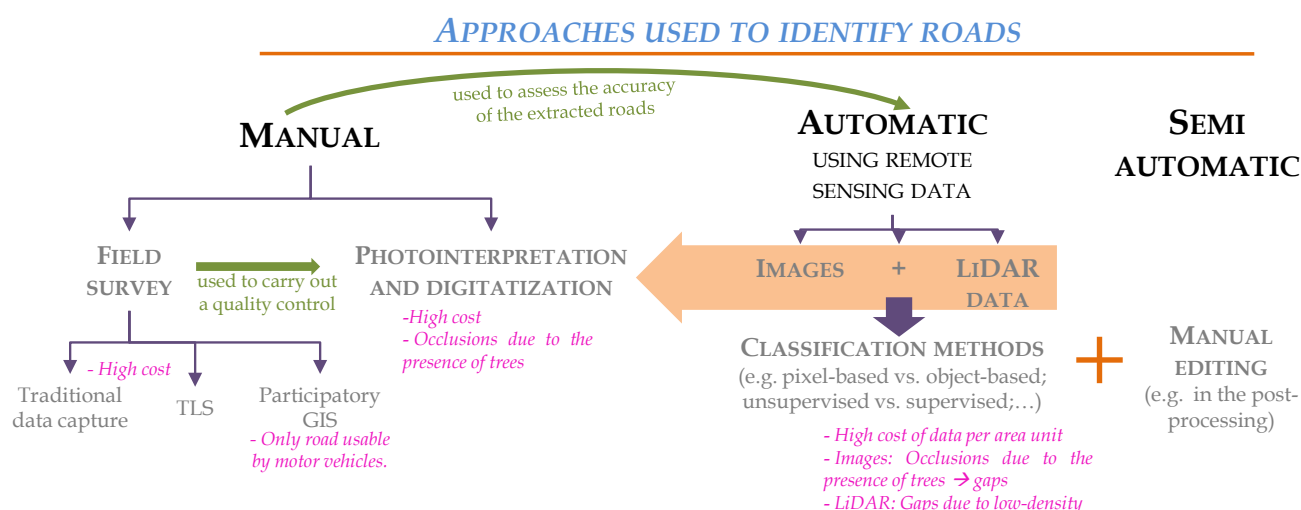 APPROACHES USED TO IDENTIFY ROADS
used to assess the accuracy
of the extracted roads
MANUAL
AUTOMATIC
USING REMOTE
SENSING DATA
SEMI
AUTOMATIC
FIELD
SURVEY
used to carry out
a quality control
PHOTOINTERPRETATION
AND DIGITATIZATION
-High cost
- Occlusions due to the
presence of trees
IMAGES + LIDAR
DATA
- High cost
Traditional
data capture
TLS
Participatory
GIS
- Only road usable
by motor vehicles.
CLASSIFICATION METHODS
(e.g. pixel-based vs. object-based;
unsupervised vs. supervised;…)
- High cost of data per area unit
- Images: Occlusions due to the
presence of trees → gaps
- LiDAR: Gaps due to low-density
+
MANUAL
EDITING
(e.g. in the post-
processing)